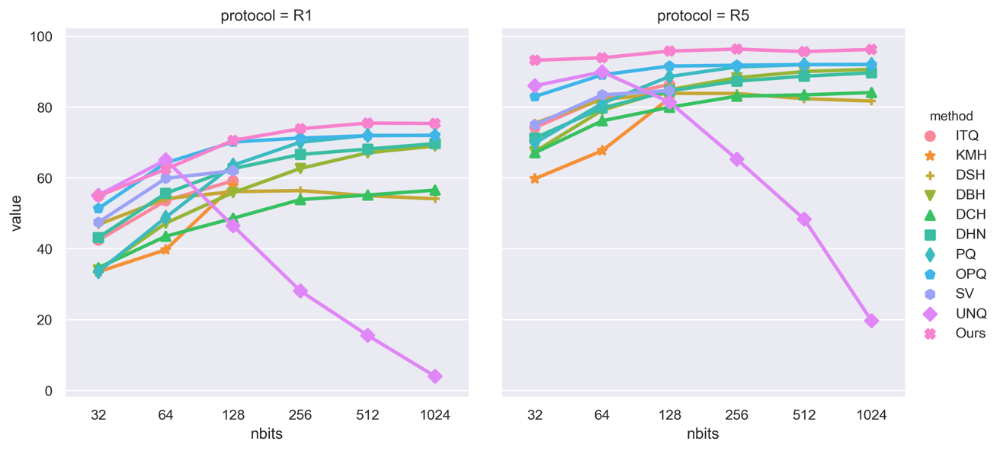 protocol = R1
protocol = R5
100
80
60
40
20
0
value
32 64 128 256 512 1024
32 64 128 256 512 1024
nbits
nbits
method
ITQ
KMH
DSH
DBH
DCH
DHN
PQ
OPQ
SV
UNQ
Ours